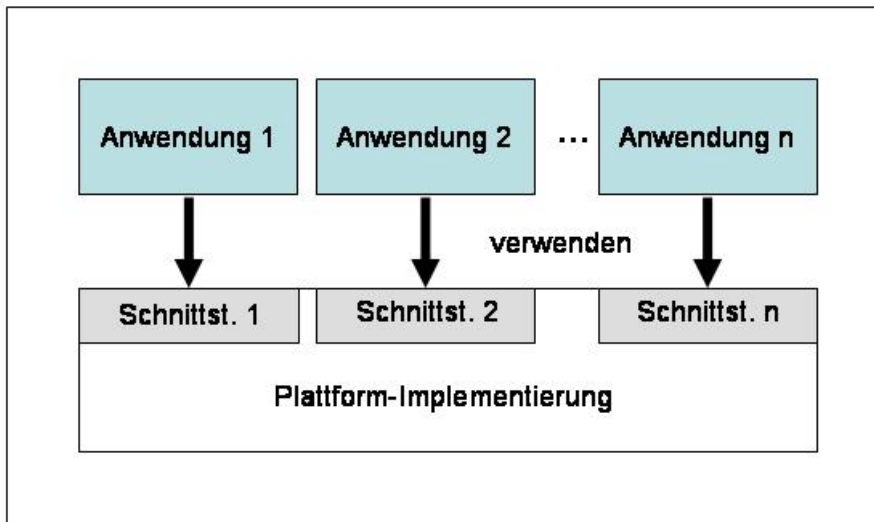 Anwendung 1
Anwendung 2
...
Anwendung n
verwenden
Schnittst. 1
Schnittst. 2
Schnittst. n
Plattform-Implementierung